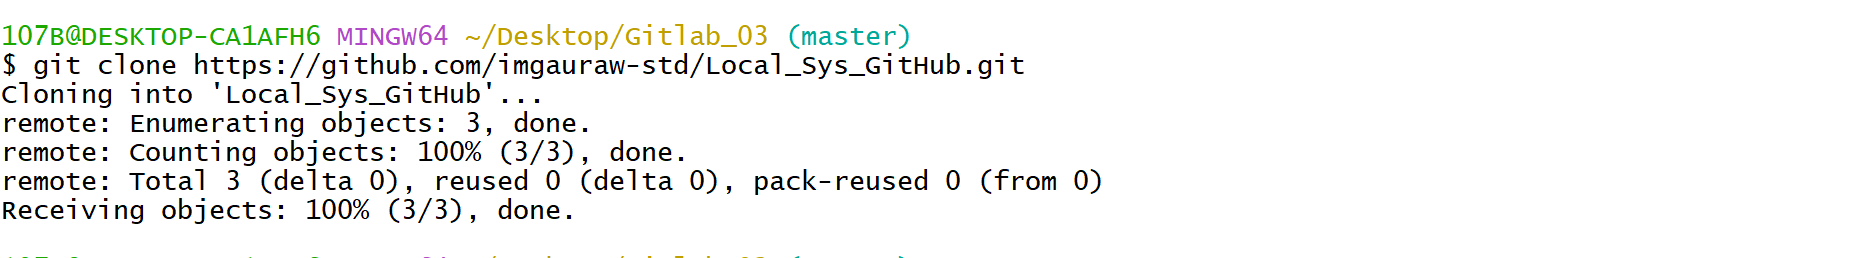 107B@DESKTOP-CA1AFH6 MINGW64 ~/Desktop/Gitlab_03 (master)
$ git clone https://github.com/imgauraw-std/Local_Sys_GitHub.git
Cloning into 'Local_Sys_GitHub'...
remote: Enumerating objects: 3, done.
remote: Counting objects: 100% (3/3), done.
remote: Total 3 (delta 0), reused 0 (delta 0), pack-reused 0 (from 0)
Receiving objects: 100% (3/3), done.